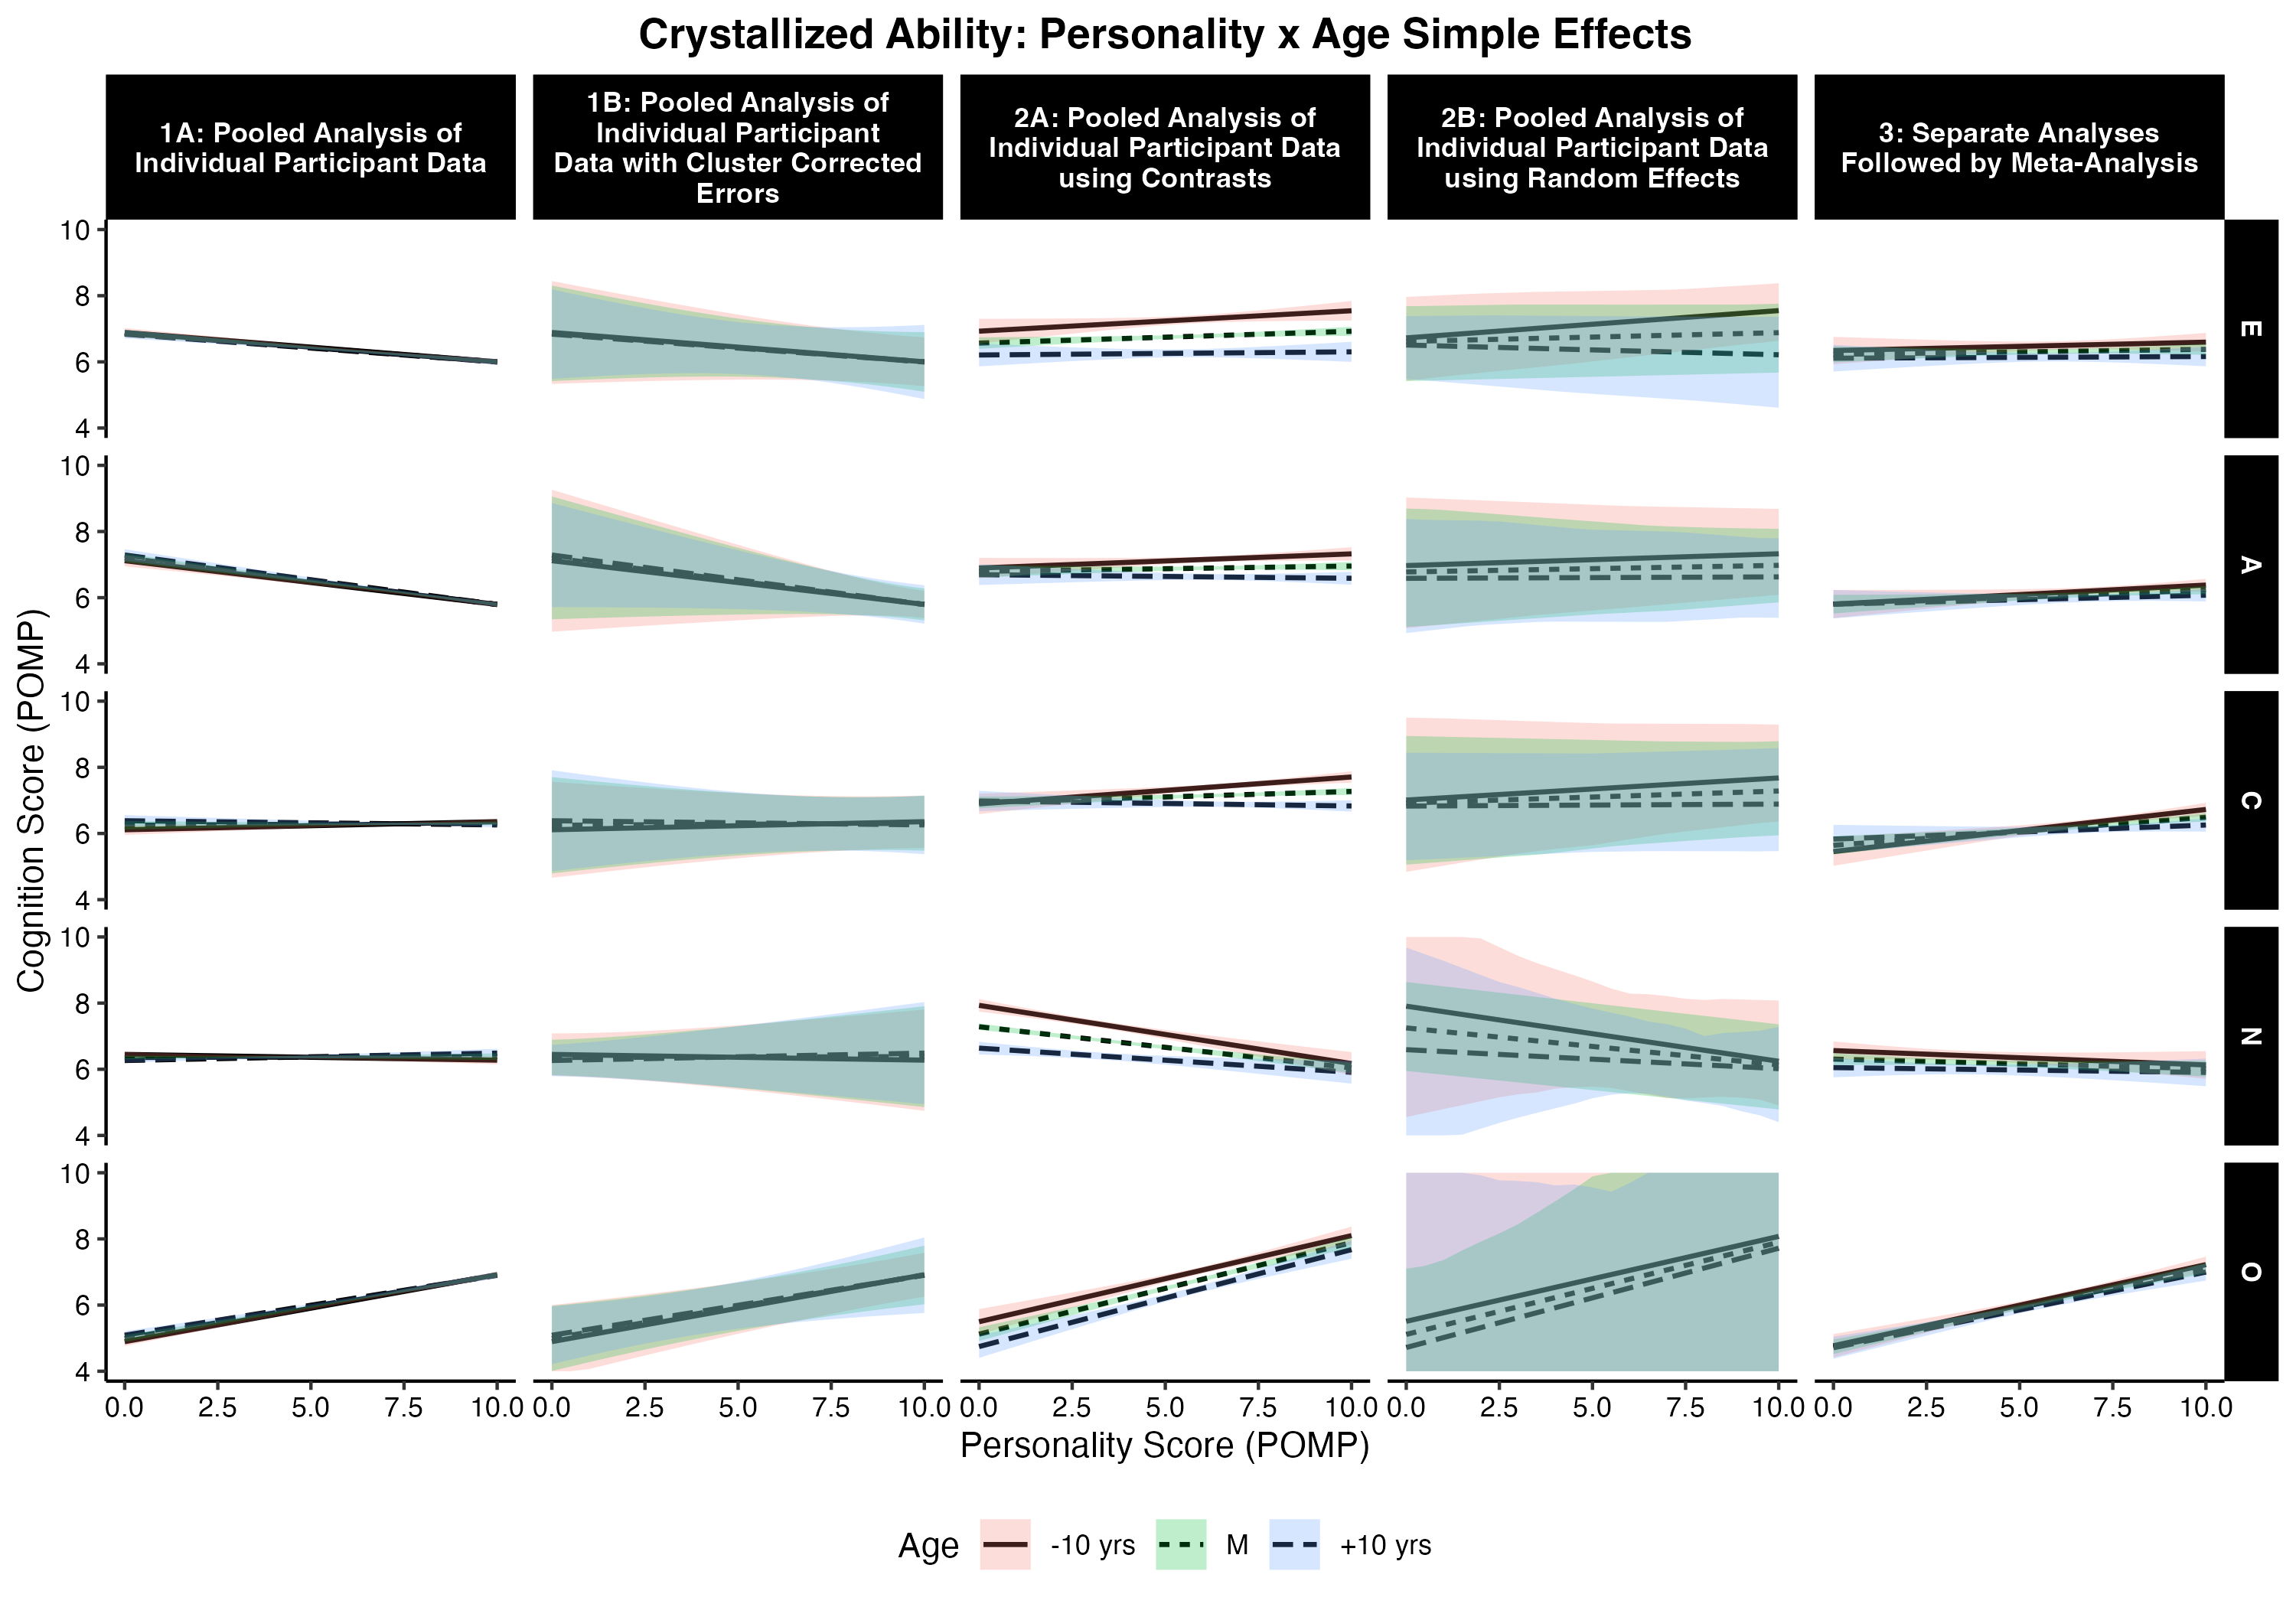 Crystallized Ability: Personality x Age Simple Effects
1A: Pooled Analysis of
Individual Participant Data
1B: Pooled Analysis of
Individual Participant
Data with Cluster Corrected
Errors
2A: Pooled Analysis of
Individual Participant Data
using Contrasts
2B: Pooled Analysis of
Individual Participant Data
using Random Effects
3: Separate Analyses
Followed by Meta-Analysis
Cognition Score (POMP)
10
8
6
4
E
10
8
6
4
A
10
8
6
4
C
10
8
6
4
N
10
8
6
4
O
0.0 2.5 5.0 7.5 10.0
0.0 2.5 5.0 7.5 10.0
0.0 2.5 5.0 7.5 10.0
0.0 2.5 5.0 7.5 10.0
0.0 2.5 5.0 7.5 10.0
Personality Score (POMP)
Age -10 yrs M +10 yrs